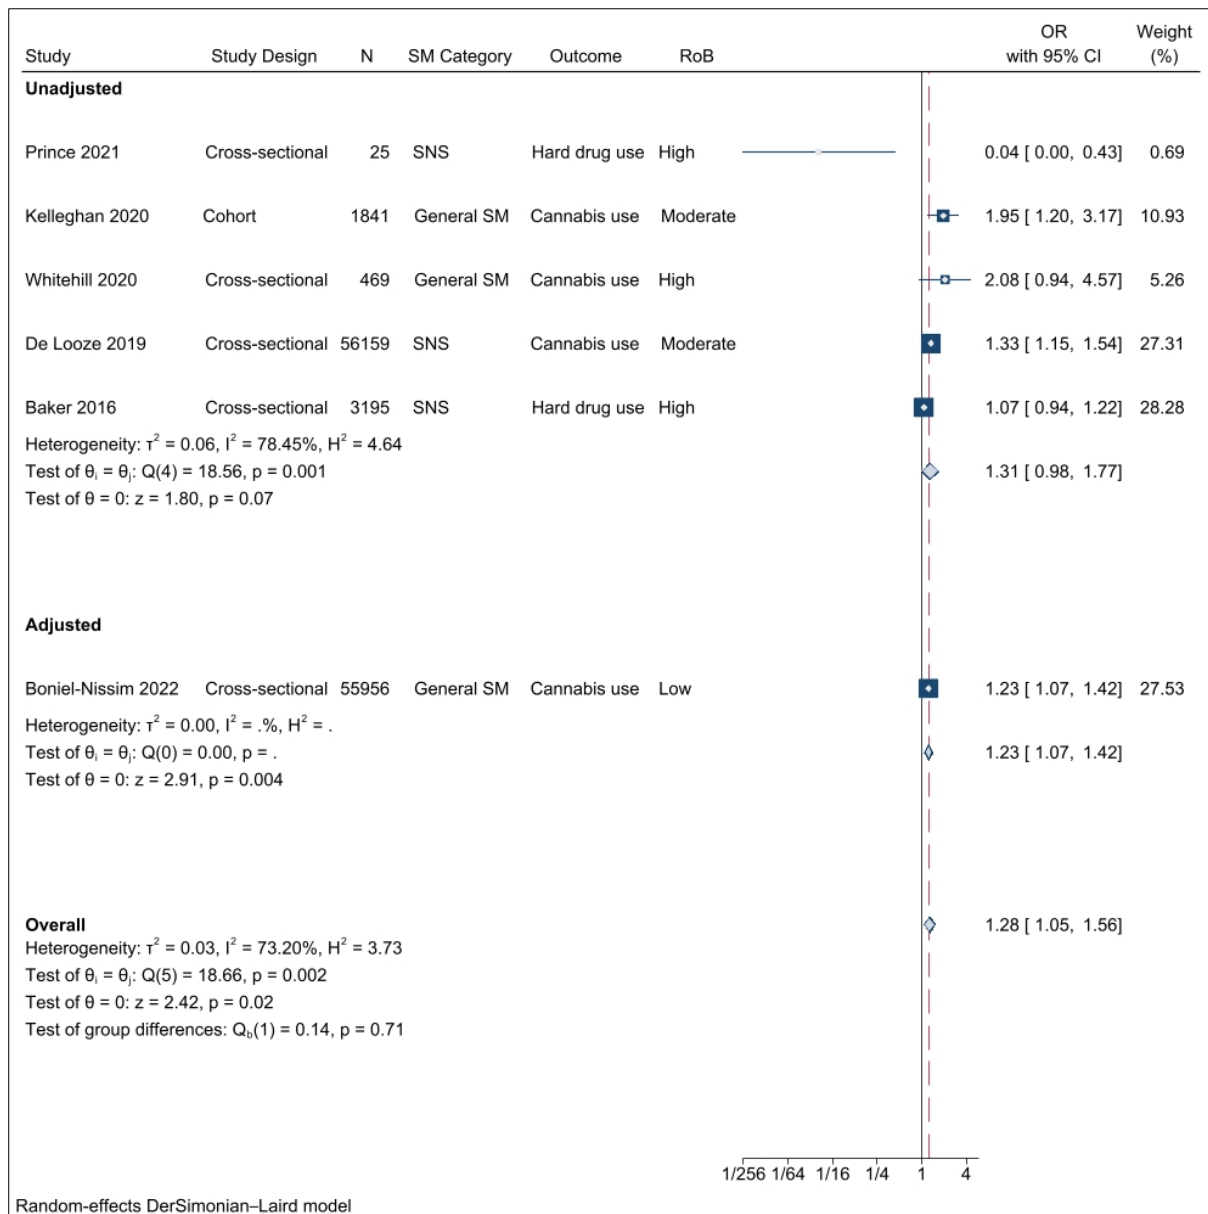 OR Weight
Study Study Design N SM Category Outcome RoB with 95% CI (%)
Unadjusted
Prince 2021 Cross-sectional 25 SNS Hard drug use High 0.04 [ 0.00, 0.43] 0.69
Kelleghan 2020 Cohort 1841 General SM Cannabis use Moderate 1.95 [ 1.20, 3.17] 10.93
Whitehill 2020 Cross-sectional 469 General SM Cannabis use High 2.08 [ 0.94, 4.57] 5.26
De Looze 2019 Cross-sectional 56159 SNS Cannabis use Moderate 1.33 [ 1.15, 1.54] 27.31
Baker 2016 Cross-sectional 3195 SNS Hard drug use High 1.07 [ 0.94, 1.22] 28.28
Heterogeneity: τ² = 0.06, I² = 78.45%, H² = 4.64
Test of θᵢ = θⱼ: Q(4) = 18.56, p = 0.001 1.31 [ 0.98, 1.77]
Test of θ = 0: z = 1.80, p = 0.07
Adjusted
Boniel-Nissim 2022 Cross-sectional 55956 General SM Cannabis use Low 1.23 [ 1.07, 1.42] 27.53
Heterogeneity: τ² = 0.00, I² = .%, H² = .
Test of θᵢ = θⱼ: Q(0) = 0.00, p = . 1.23 [ 1.07, 1.42]
Test of θ = 0: z = 2.91, p = 0.004
Overall 1.28 [ 1.05, 1.56]
Heterogeneity: τ² = 0.03, I² = 73.20%, H² = 3.73
Test of θᵢ = θⱼ: Q(5) = 18.66, p = 0.002
Test of θ = 0: z = 2.42, p = 0.02
Test of group differences: Q_b(1) = 0.14, p = 0.71
1/256 1/64 1/16 1/4 1 4
Random-effects DerSimonian–Laird model